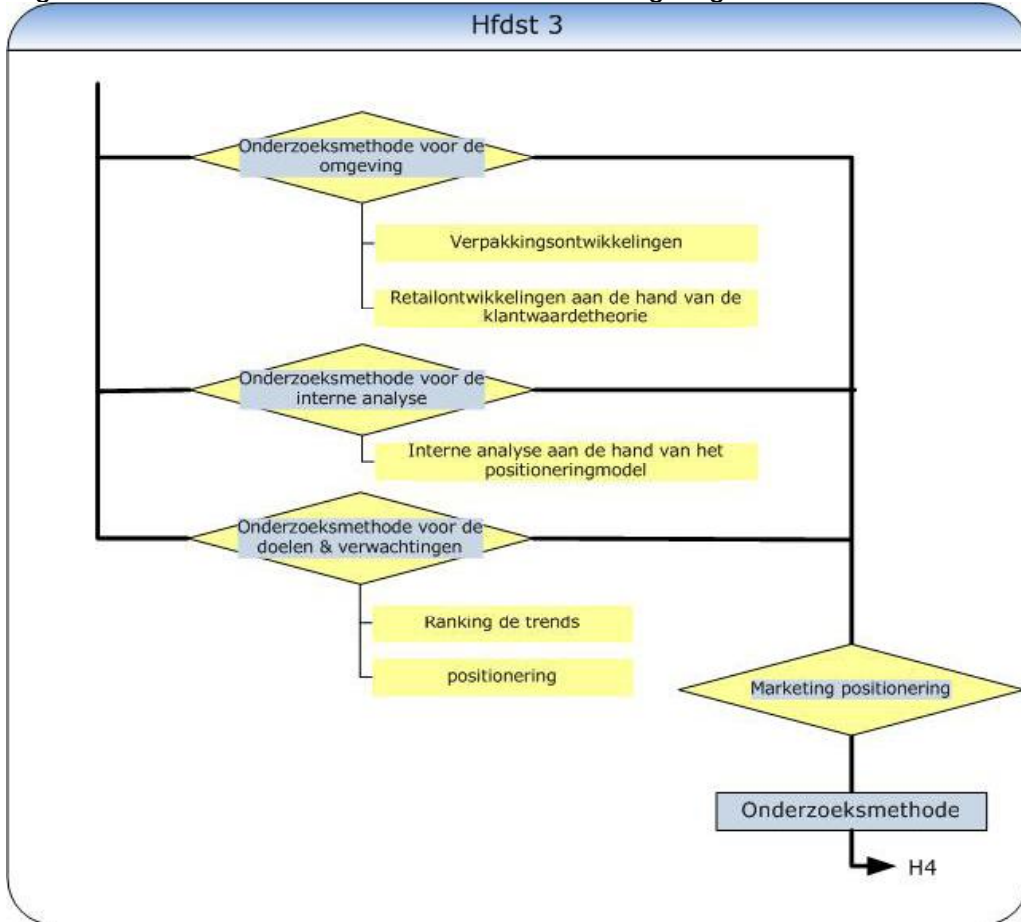 Hfdst 3
Onderzoeksmethode voor de
omgeving
Verpakkingsontwikkelingen
Retailontwikkelingen aan de hand van de
klantwaardetheorie
Onderzoeksmethode voor de
interne analyse
Interne analyse aan de hand van het
positioneringmodel
Onderzoeksmethode voor de
doelen & verwachtingen
Ranking de trends
positionering
Marketing positionering
Onderzoeksmethode
H4